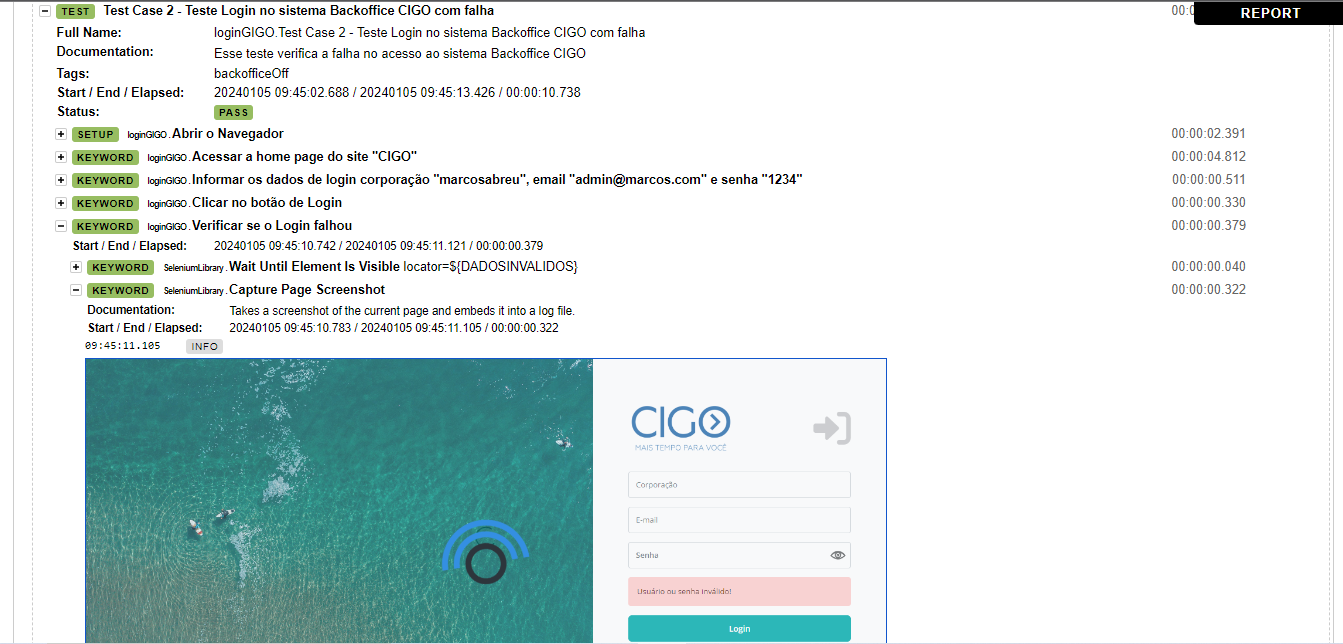 TEST Test Case 2 - Teste Login no sistema Backoffice CIGO com falha 00:0
REPORT
Full Name: loginGIGO.Test Case 2 - Teste Login no sistema Backoffice CIGO com falha
Documentation: Esse teste verifica a falha no acesso ao sistema Backoffice CIGO
Tags: backofficeOff
Start / End / Elapsed: 20240105 09:45:02.688 / 20240105 09:45:13.426 / 00:00:10.738
Status: PASS
SETUP loginGIGO.Abrir o Navegador 00:00:02.391
KEYWORD loginGIGO.Acessar a home page do site "CIGO" 00:00:04.812
KEYWORD loginGIGO.Informar os dados de login corporação "marcosabreu", email "admin@marcos.com" e senha "1234" 00:00:00.511
KEYWORD loginGIGO.Clicar no botão de Login 00:00:00.330
KEYWORD loginGIGO.Verificar se o Login falhou 00:00:00.379
Start / End / Elapsed: 20240105 09:45:10.742 / 20240105 09:45:11.121 / 00:00:00.379
KEYWORD SeleniumLibrary.Wait Until Element Is Visible locator=${DADOSINVALIDOS} 00:00:00.040
KEYWORD SeleniumLibrary.Capture Page Screenshot 00:00:00.322
Documentation: Takes a screenshot of the current page and embeds it into a log file.
Start / End / Elapsed: 20240105 09:45:10.783 / 20240105 09:45:11.105 / 00:00:00.322
09:45:11.105 INFO
CIGO
MAIS TEMPO PARA VOCÊ
Corporação
E-mail
Senha
Usuário ou senha inválido!
Login